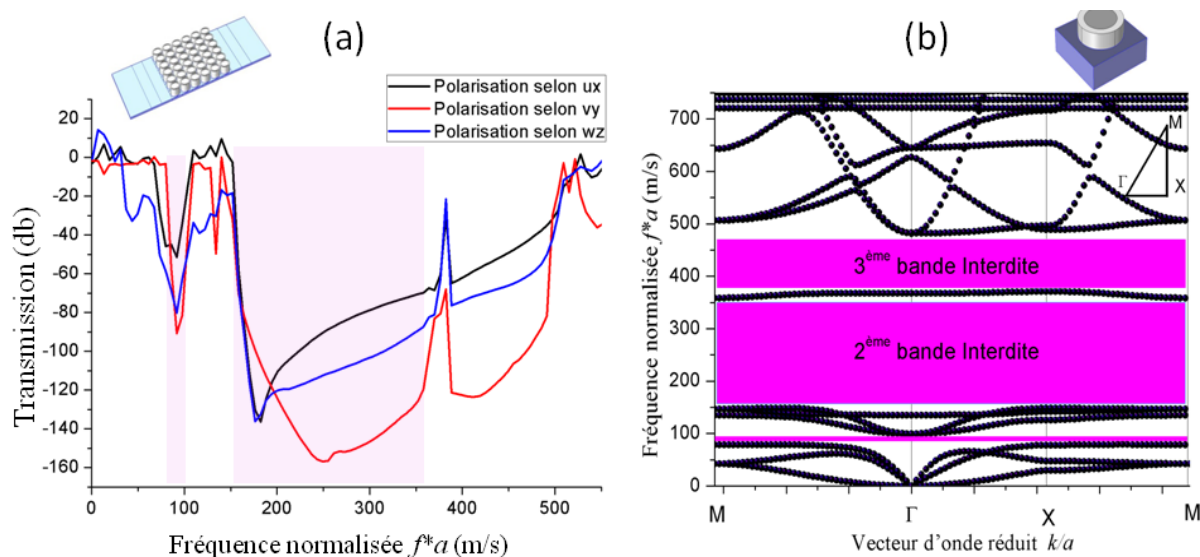 (a)
Polarisation selon ux
Polarisation selon vy
Polarisation selon wz
20
0
-20
-40
-60
-80
-100
-120
-140
-160
Transmission (db)
0
100
200
300
400
500
Fréquence normalisée f*a (m/s)
(b)
700
600
500
400
300
200
100
0
Fréquence normalisée f*a (m/s)
M
Γ
X
3ème bande Interdite
2ème bande Interdite
M
Γ
X
M
Vecteur d'onde réduit k/a